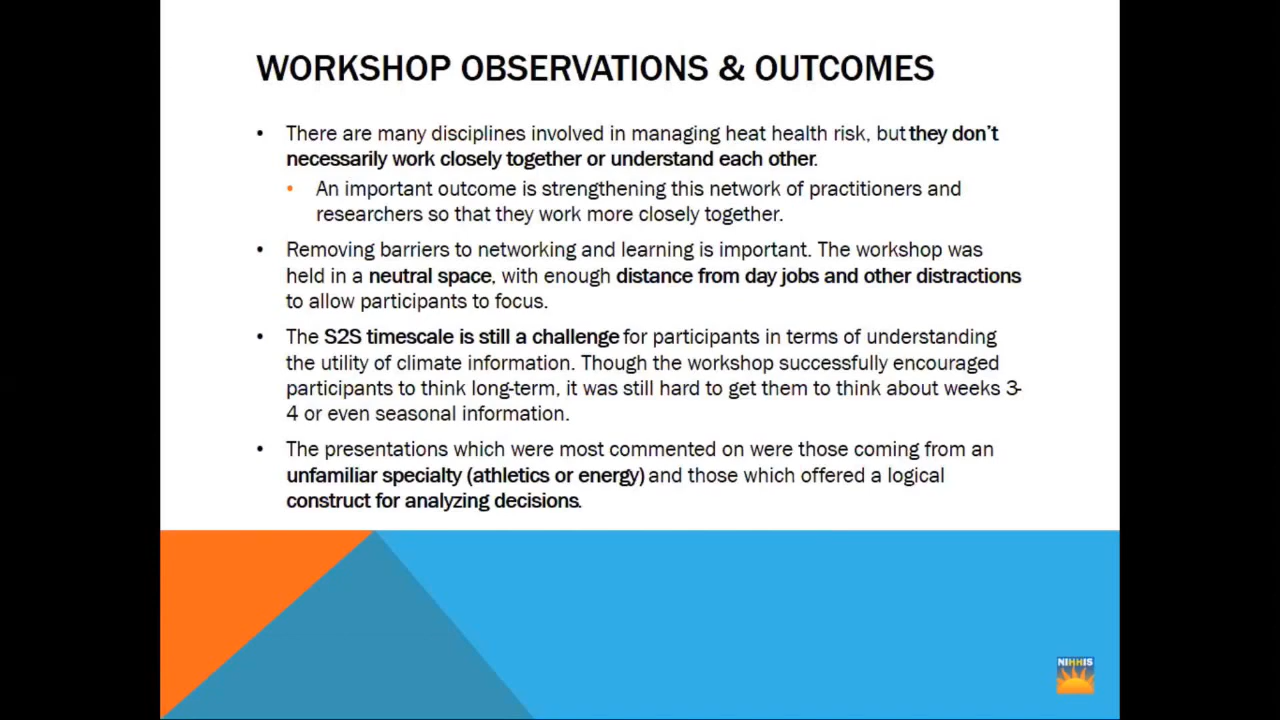 WORKSHOP OBSERVATIONS & OUTCOMES
• There are many disciplines involved in managing heat health risk, but they don't
necessarily work closely together or understand each other.
• An important outcome is strengthening this network of practitioners and
researchers so that they work more closely together.
• Removing barriers to networking and learning is important. The workshop was
held in a neutral space, with enough distance from day jobs and other distractions
to allow participants to focus.
• The S2S timescale is still a challenge for participants in terms of understanding
the utility of climate information. Though the workshop successfully encouraged
participants to think long-term, it was still hard to get them to think about weeks 3-
4 or even seasonal information.
• The presentations which were most commented on were those coming from an
unfamiliar specialty (athletics or energy) and those which offered a logical
construct for analyzing decisions.
NIHHIS